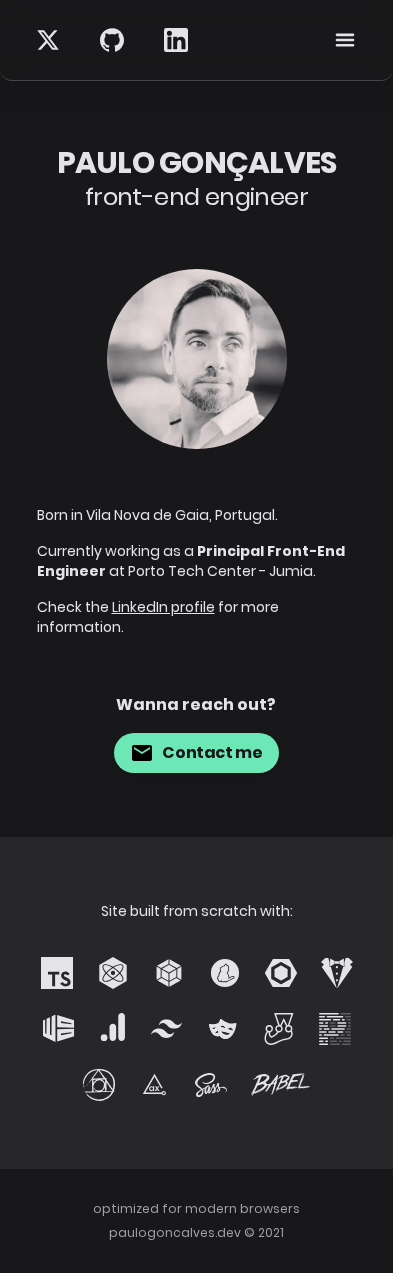 PAULO GONÇALVES
front-end engineer
Born in Vila Nova de Gaia, Portugal.
Currently working as a Principal Front-End
Engineer at Porto Tech Center - Jumia.
Check the LinkedIn profile for more
information.
Wanna reach out?
Contact me
Site built from scratch with:
TS
ax
Sass
BABEL
optimized for modern browsers
paulogoncalves.dev © 2021